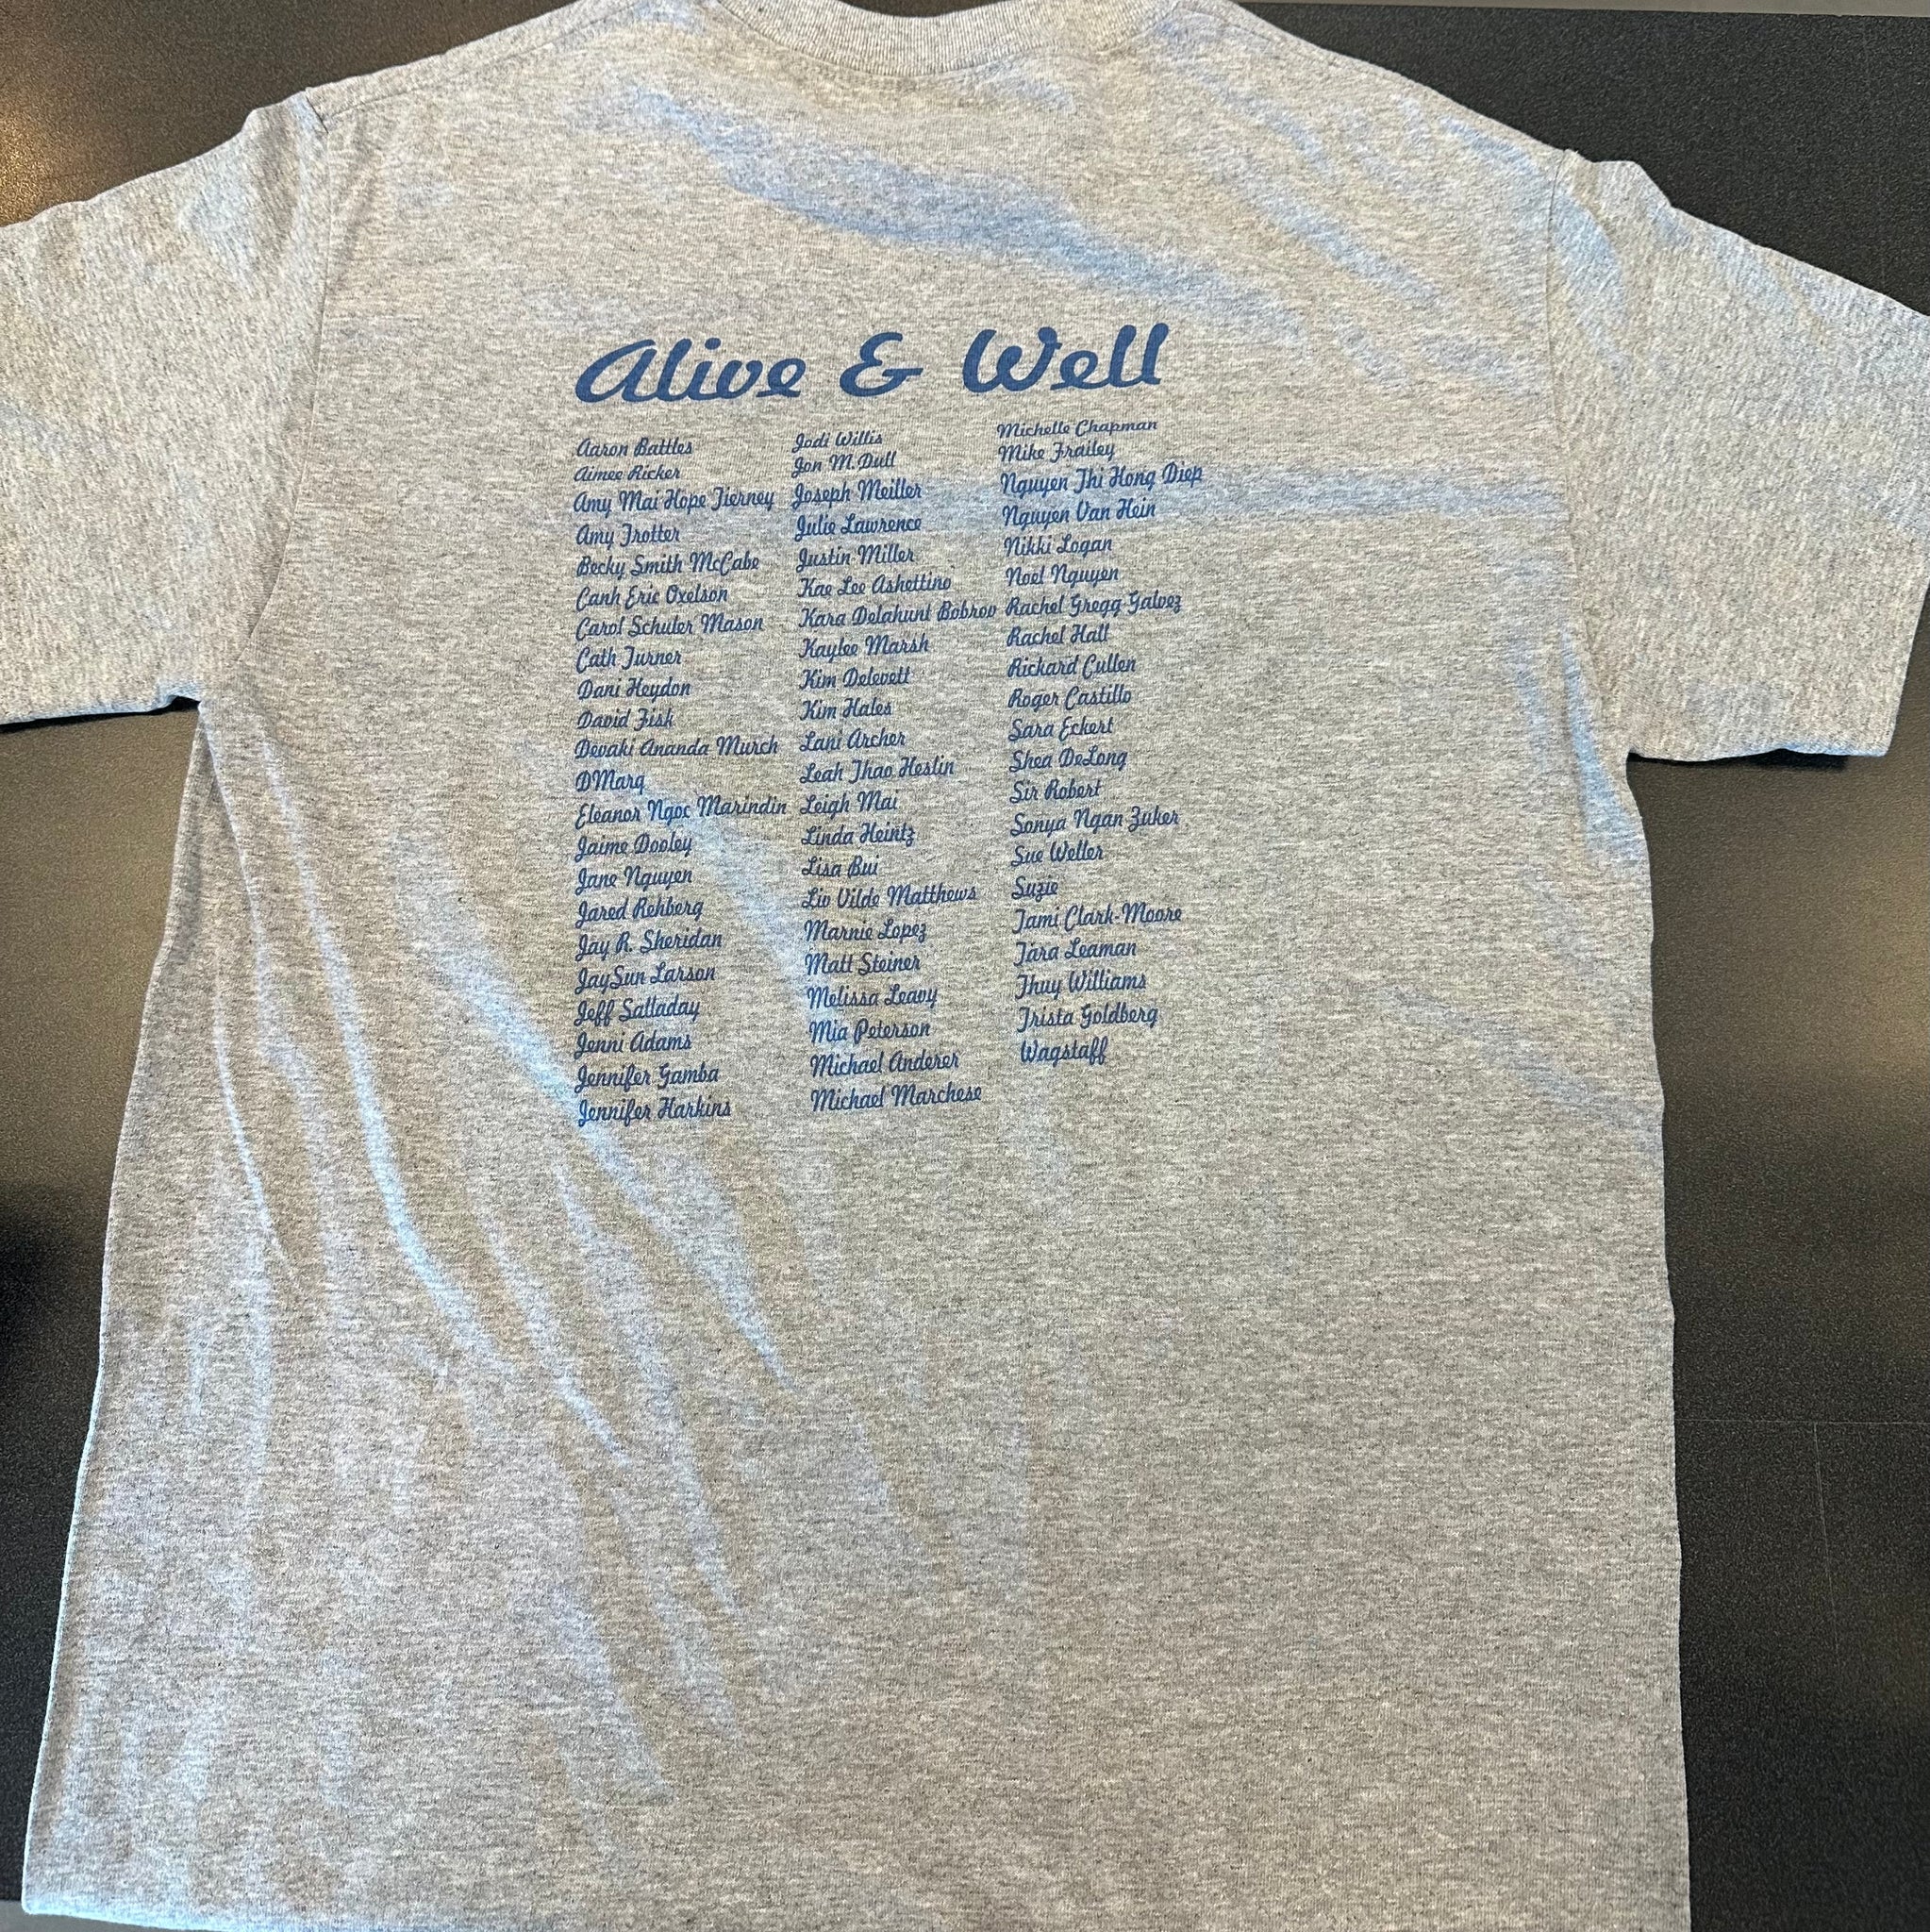 Alive & Well
Aaron Battles
Aimee Ricker
Amy Mai Hope Tierney
Amy Trotter
Becky Smith McCabe
Canh Eric Oxelson
Carol Schuler Mason
Cath Turner
Dani Heydon
David Fisk
Devaki Ananda Murch
DMarq
Eleanor Ngoc Marindin
Jaime Dooley
Jane Nguyen
Jared Rehberg
Jay R. Sheridan
JaySun Larson
Jeff Salladay
Jenni Adams
Jennifer Gamba
Jennifer Harkins
Jodi Willis
Jon M. Dull
Joseph Meiller
Julie Lawrence
Justin Miller
Kae Lee Ashettino
Kara Delahunt Bobrov
Kaylee Marsh
Kim Delevett
Kim Hales
Lani Archer
Leah Thao Heslin
Leigh Mai
Linda Heintz
Lisa Bui
Liv Vilde Matthews
Marnie Lopez
Matt Steiner
Melissa Leavy
Mia Peterson
Michael Anderer
Michael Marchese
Michelle Chapman
Mike Frailey
Nguyen Thi Hong Diep
Nguyen Van Hein
Nikki Logan
Noel Nguyen
Rachel Gregg Galvez
Rachel Hall
Rickard Cullen
Roger Castillo
Sara Eckert
Shea DeLong
Sir Robert
Sonya Ngan Zuker
Sue Weller
Suzie
Tami Clark-Moore
Tara Leaman
Thuy Williams
Trista Goldberg
Wagstaff